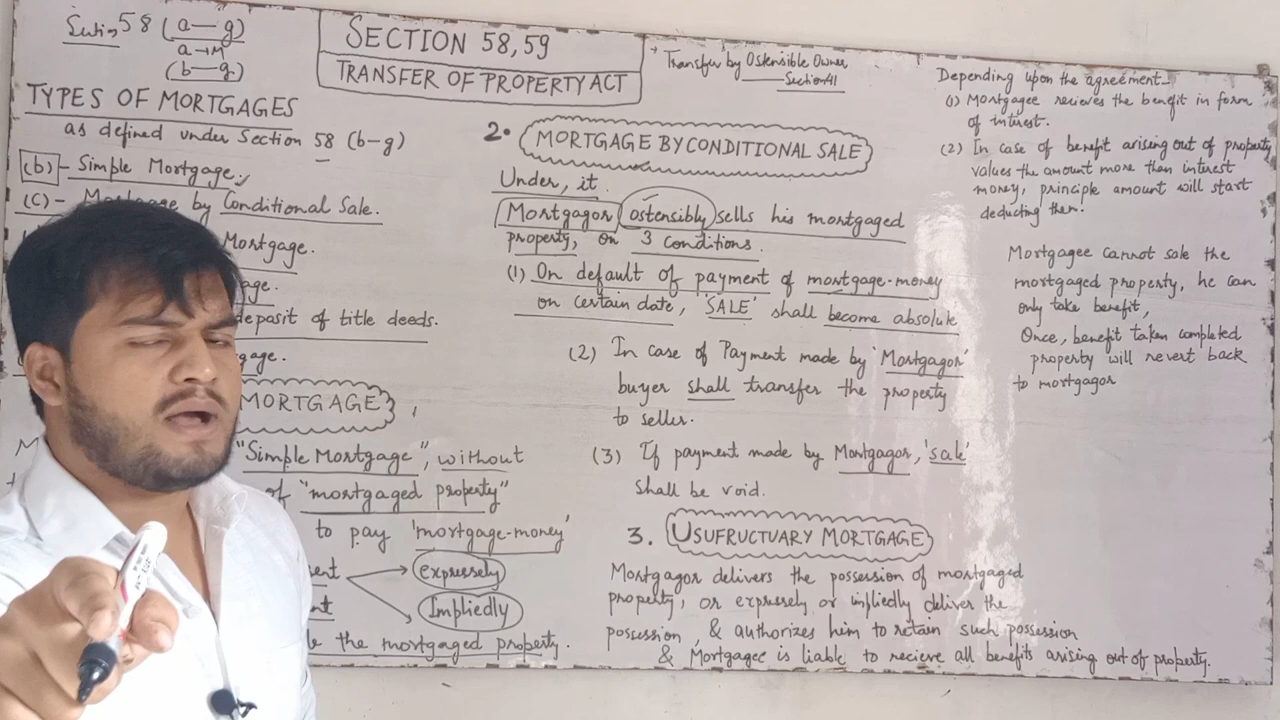 Section 58 (a—g)
a → M
(b—g)
SECTION 58, 59
TRANSFER OF PROPERTY ACT
Transfer by Ostensible Owner
Section 41
TYPES OF MORTGAGES
as defined under Section 58 (b-g)
(b) - Simple Mortgage.
(C) - Mortgage by Conditional Sale.
Mortgage.
age.
deposit of title deeds.
gage.
MORTGAGE
"Simple Mortgage", without
of "mortgaged property"
to pay 'mortgage-money'
expressely
Impliedly
the mortgaged property.
2. MORTGAGE BY CONDITIONAL SALE
Under, it
Mortgagor ostensibly sells his mortgaged
property, on 3 conditions.
(1) On default of payment of mortgage-money
on certain date, 'SALE' shall become absolute
(2) In case of Payment made by 'Mortgagor'
buyer shall transfer the property
to seller.
(3) If payment made by Mortgagor, 'sale'
shall be void.
3. USUFRUCTUARY MORTGAGE
Mortgagor delivers the possession of mortgaged
property, or expressely or impliedly deliver the
possession, & authorizes him to retain such possession
& Mortgagee is liable to recieve all benefits arising out of property.
Depending upon the agreement-
(1) Mortgagee recieves the benefit in form
of interest.
(2) In case of benefit arising out of property
values the amount more than interest
money, principle amount will start
deducting then.
Mortgagee cannot sale the
mortgaged property, he can
only take benefit,
Once, benefit taken completed
property will revert back
to mortgagor